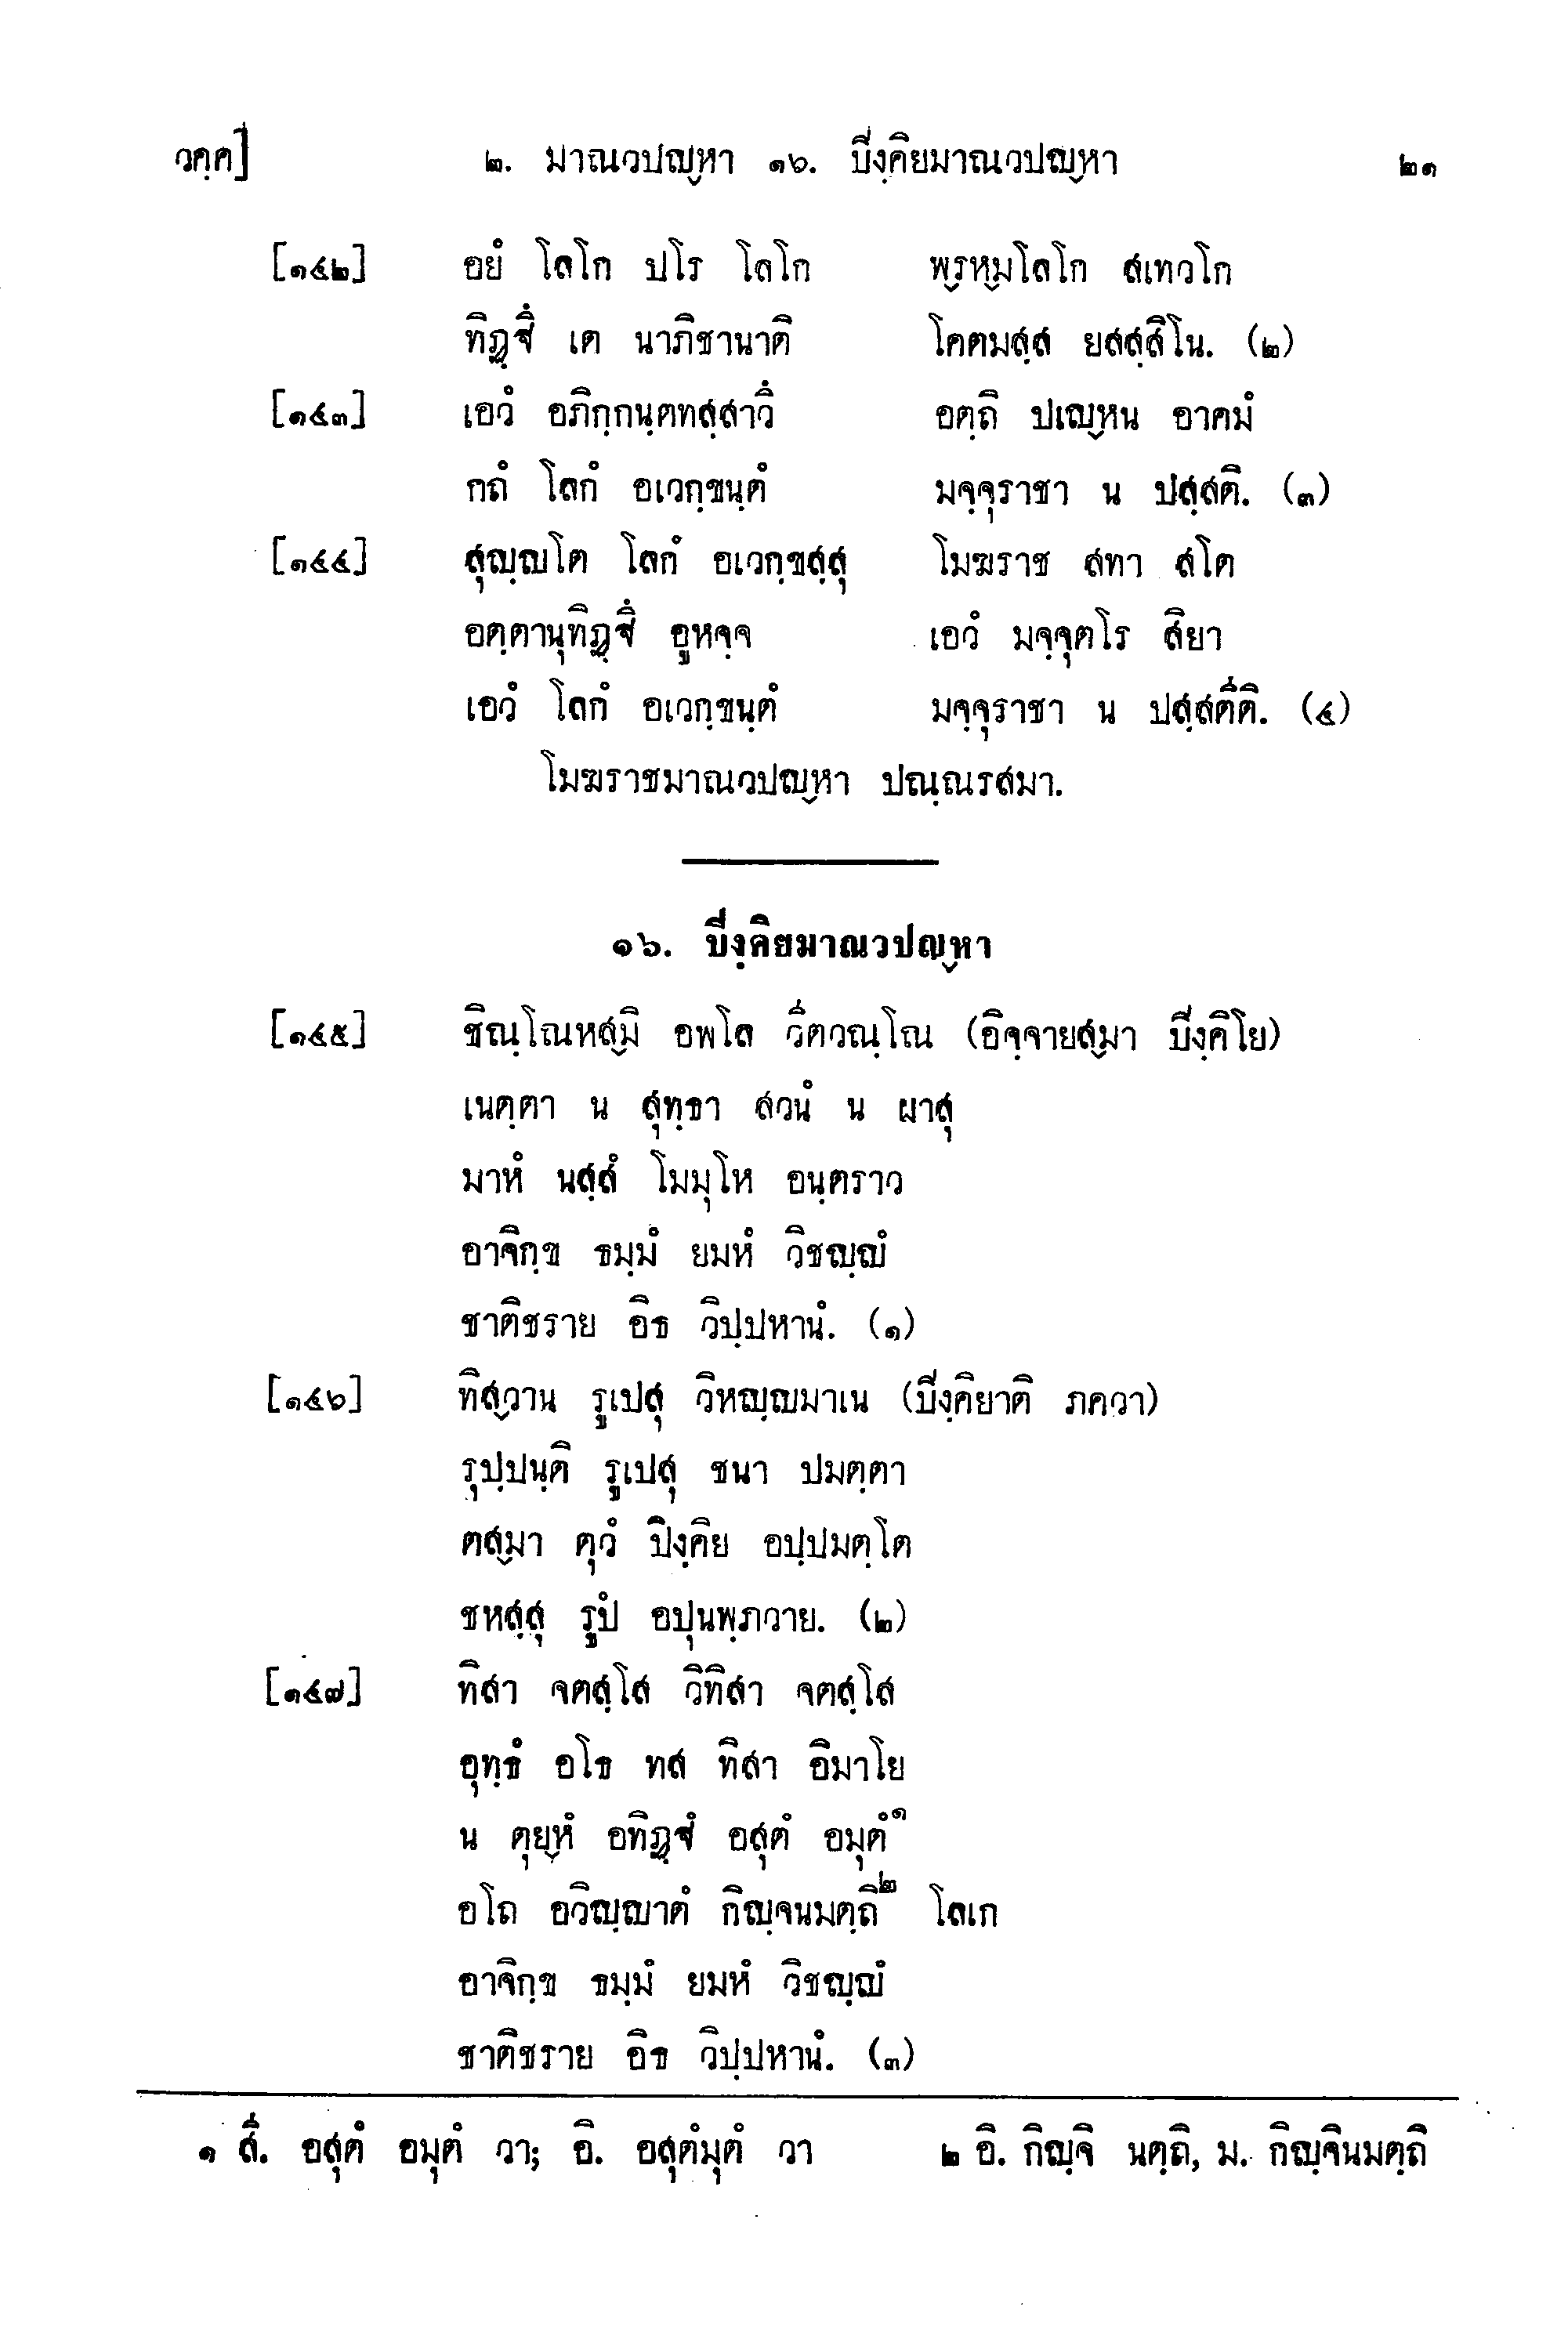 วคฺค] ๒. มาณวปญฺหา ๑๖. ปิงฺคิยมาณวปญฺหา ๒๑
[๑๔๒] อยํ โลโก ปโร โลโก พฺรหฺมโลโก สเทวโก
ทิฏฺฐึ เต นาภิชานาติ โคตมสฺส ยสสฺสิโน. (๒)
[๑๔๓] เอวํ อภิกฺกนฺตทสฺสาวึ อตฺถิ ปเญฺหน อาคมํ
กถํ โลกํ อเวกฺขนฺตํ มจฺจุราชา น ปสฺสติ. (๓)
[๑๔๔] สุญฺญโต โลกํ อเวกฺขสฺสุ โมฆราช สทา สโต
อตฺตานุทิฏฺฐึ อูหจฺจ เอวํ มจฺจุตโร สิยา
เอวํ โลกํ อเวกฺขนฺตํ มจฺจุราชา น ปสฺสตีติ. (๔)
โมฆราชมาณวปญฺหา ปณฺณรสมา.
๑๖. ปิงฺคิยมาณวปญฺหา
[๑๔๕] ชิณฺโณหสฺมิ อพโล วีตวณฺโณ (อิจฺจายสฺมา ปิงฺคิโย)
เนตฺตา น สุทฺธา สวนํ น ผาสุ
มาหํ นสฺสํ โมมุโห อนฺตราว
อาจิกฺข ธมฺมํ ยมหํ วิชญฺญํ
ชาติชราย อิธ วิปฺปหานํ. (๑)
[๑๔๖] ทิสฺวาน รูเปสุ วิหญฺญมาเน (ปิงฺคิยาติ ภควา)
รุปฺปนฺติ รูเปสุ ชนา ปมตฺตา
ตสฺมา ตุวํ ปิงฺคิย อปฺปมตฺโต
ชหสฺสุ รูปํ อปุนพฺภวาย. (๒)
[๑๔๗] ทิสา จตสฺโส วิทิสา จตสฺโส
อุทฺธํ อโธ ทส ทิสา อิมาโย
น ตุยฺหํ อทิฏฺฐํ อสุตํ อมุตํ๑
อโถ อวิญฺญาตํ กิญฺจนมตฺถิ๒ โลเก
อาจิกฺข ธมฺมํ ยมหํ วิชญฺญํ
ชาติชราย อิธ วิปฺปหานํ. (๓)
๑ สี. อสุตํ อมุตํ วา; อิ. อสุตํมุตํ วา ๒ อิ. กิญฺจิ นตฺถิ, ม. กิญฺจินมตฺถิ